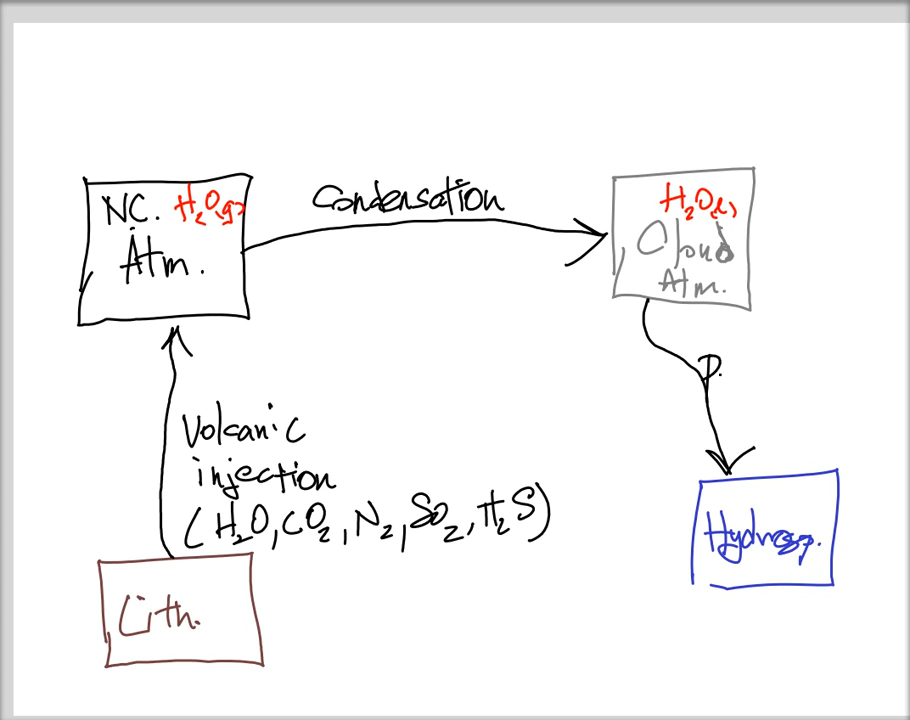 NC. H₂O(g)
Atm.
Condensation
H₂O(l)
Cloud
Atm.
P.
Volcanic
injection
(H₂O, CO₂, N₂, SO₂, H₂S)
Hydrosp.
Lith.